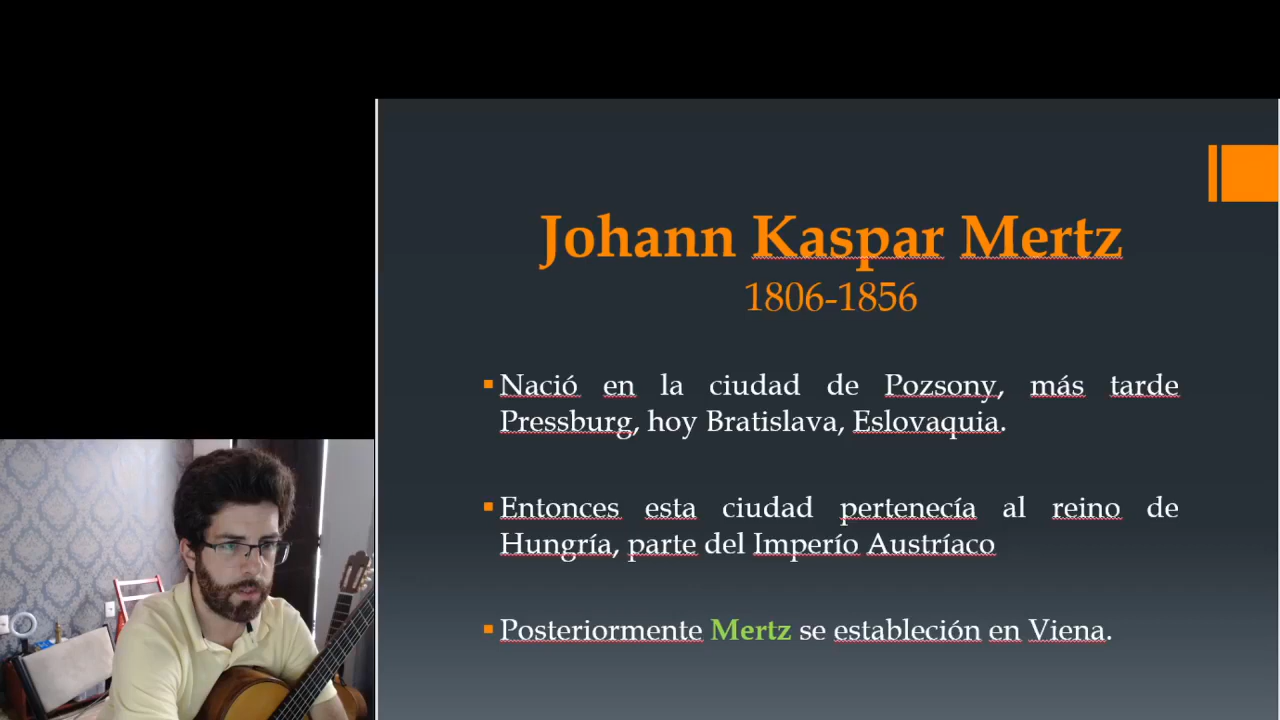 Johann Kaspar Mertz
1806-1856
Nació en la ciudad de Pozsony, más tarde
Pressburg, hoy Bratislava, Eslovaquia.
Entonces esta ciudad pertenecía al reino de
Hungría, parte del Imperío Austríaco
Posteriormente Mertz se establición en Viena.